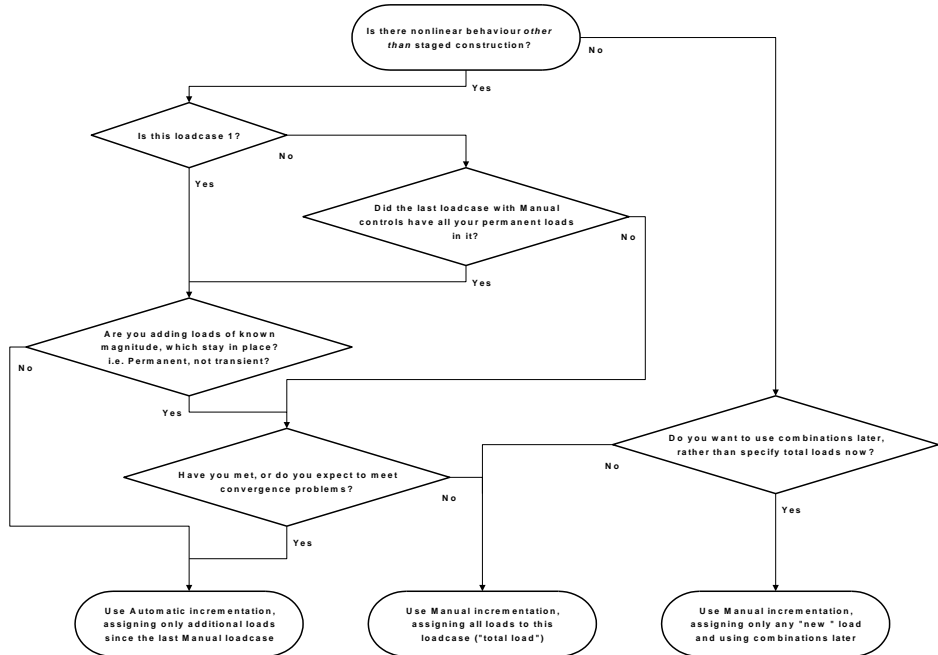 Is there nonlinear behaviour other
than staged construction?
No
Yes
Is this loadcase 1?
No
Yes
Did the last loadcase with Manual
controls have all your permanent loads
in it?
No
Yes
Are you adding loads of known
magnitude, which stay in place?
i.e. Permanent, not transient?
No
Yes
Do you want to use combinations later,
rather than specify total loads now?
No
Yes
Have you met, or do you expect to meet
convergence problems?
No
Yes
Use Automatic incrementation,
assigning only additional loads
since the last Manual loadcase
Use Manual incrementation,
assigning all loads to this
loadcase ("total load")
Use Manual incrementation,
assigning only any "new " load
and using combinations later